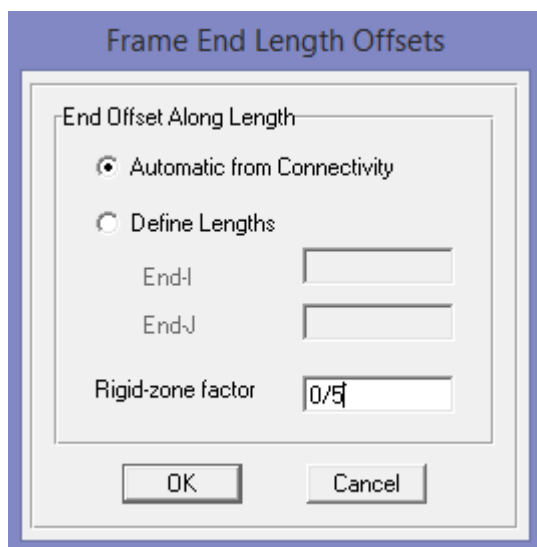 Frame End Length Offsets
End Offset Along Length
Automatic from Connectivity
Define Lengths
End-I
End-J
Rigid-zone factor 0/5
OK Cancel